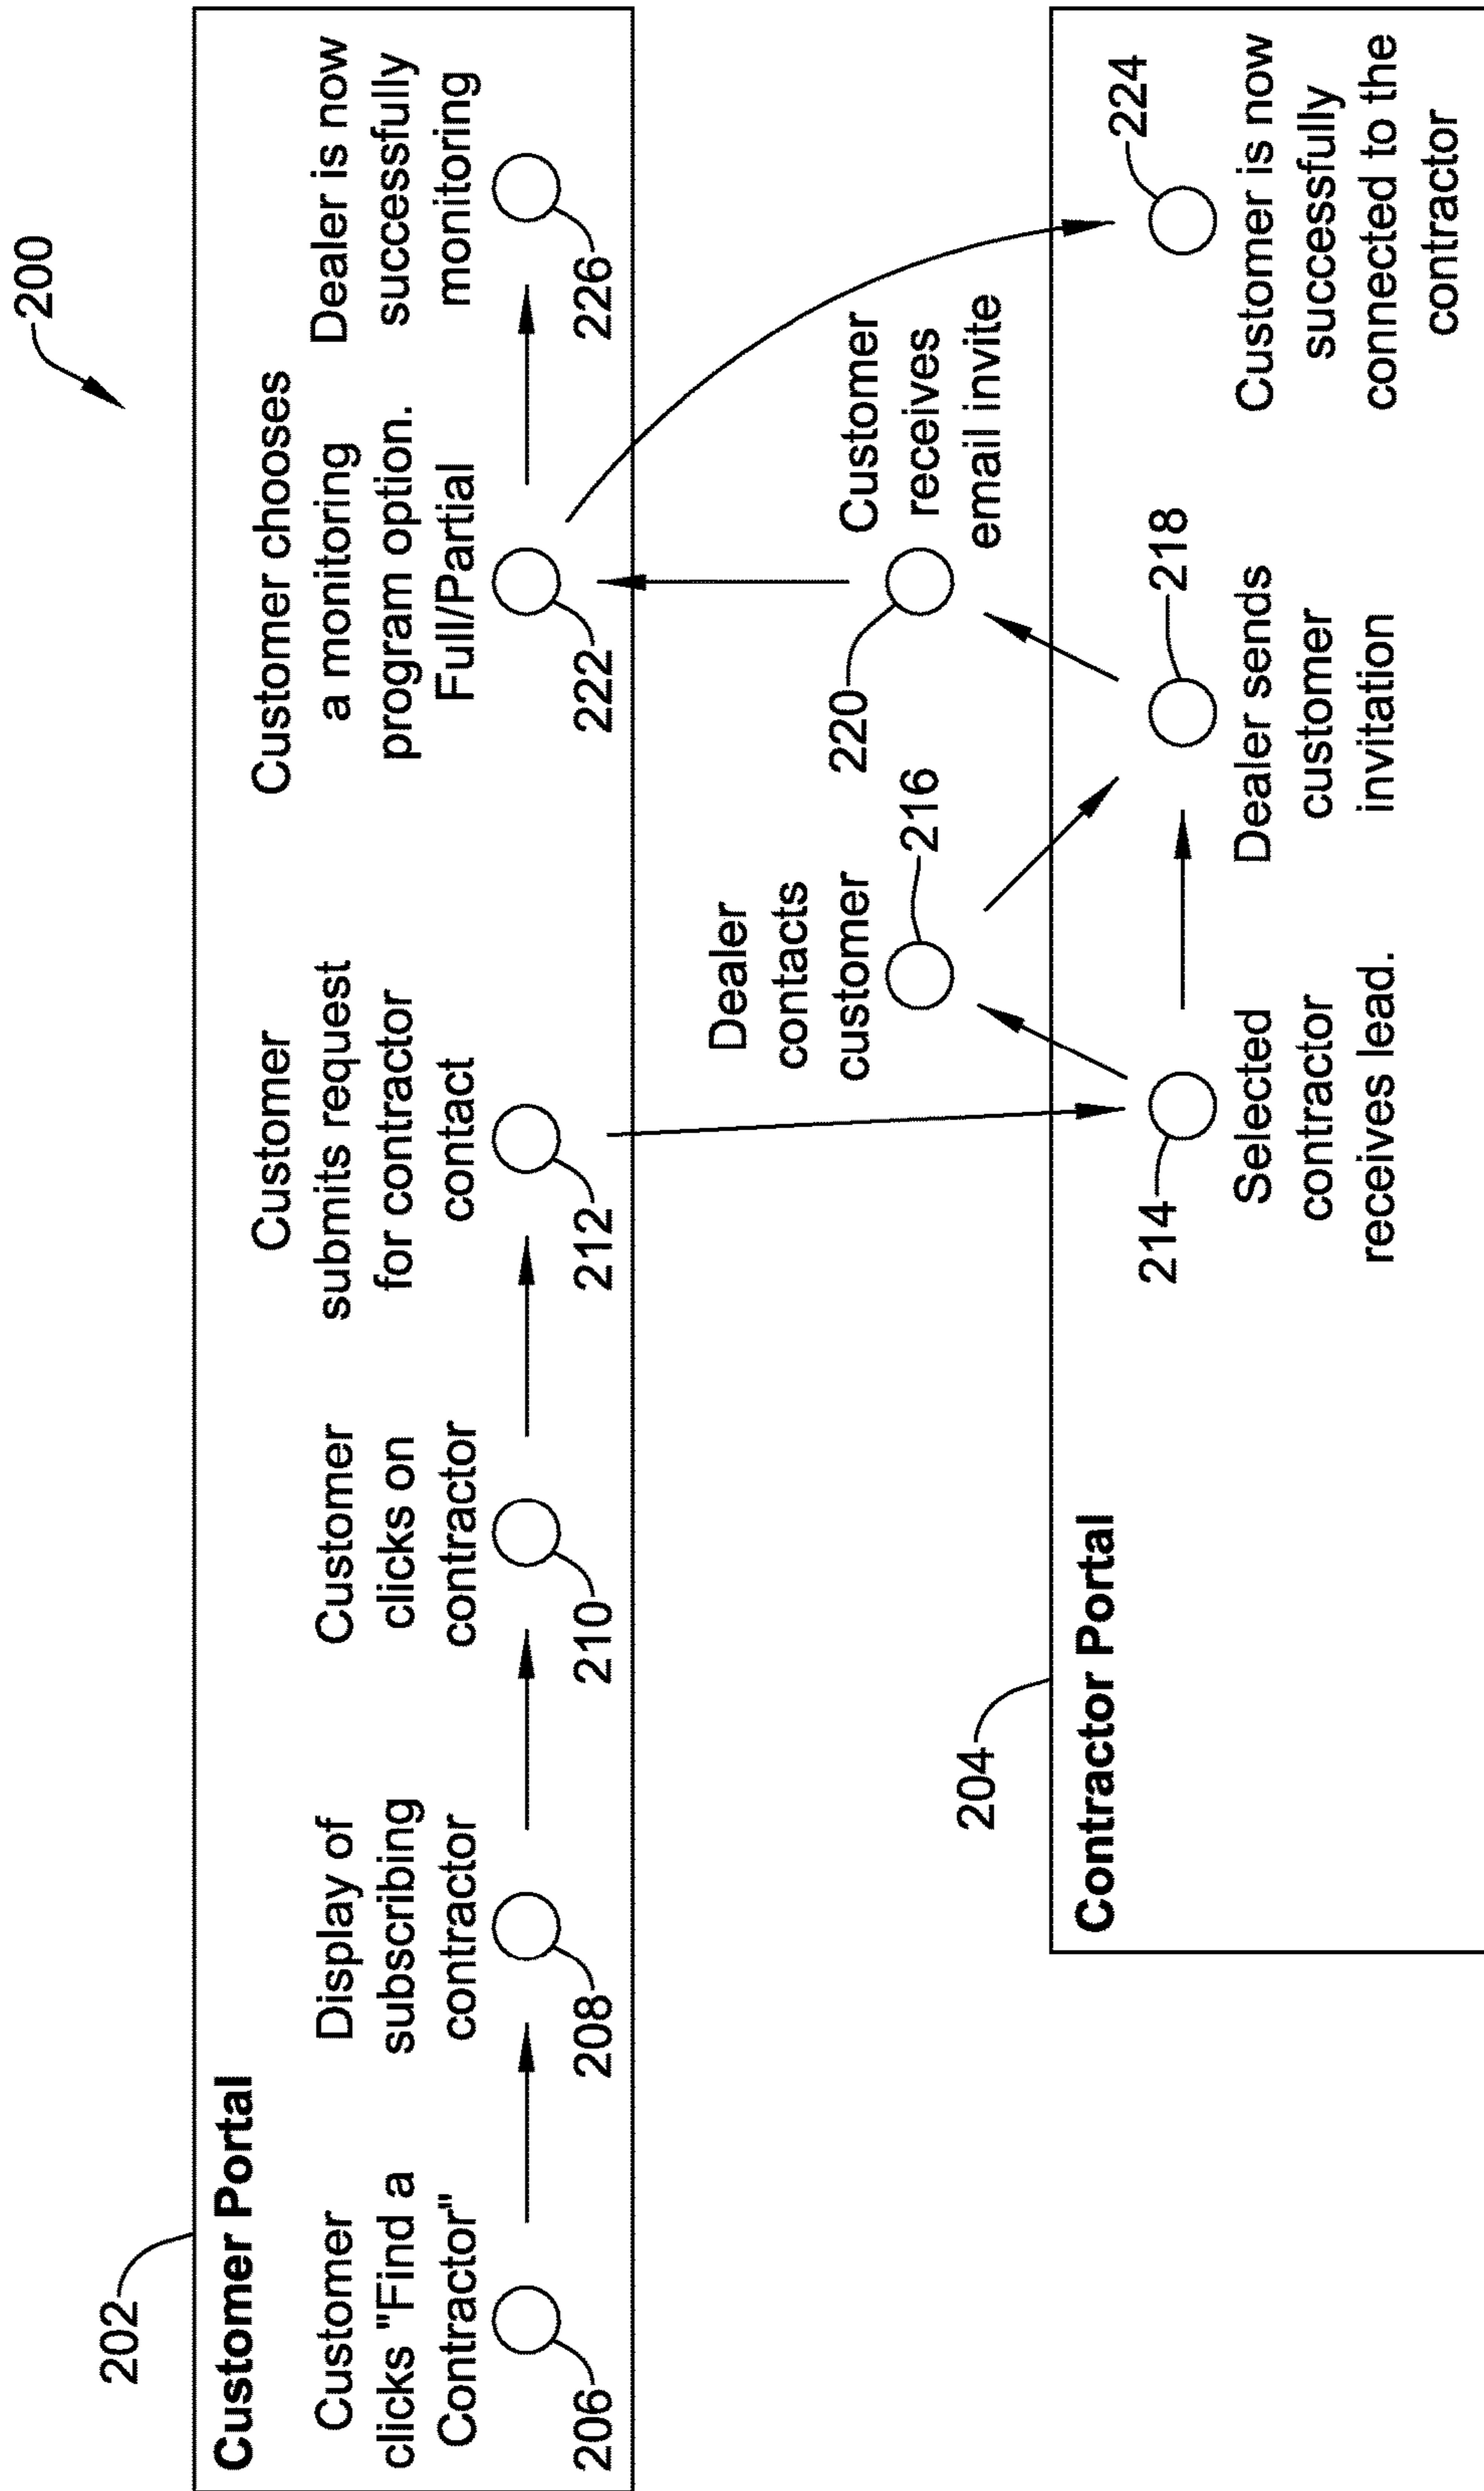 200
202
Customer Portal
Customer
clicks "Find a
Contractor"
206
Display of
subscribing
contractor
208
Customer
clicks on
contractor
210
Customer
submits request
for contractor
contact
212
Customer chooses
a monitoring
program option.
Full/Partial
222
Dealer is now
successfully
monitoring
226
Dealer
contacts
customer
216
Customer
receives
email invite
220
204
Contractor Portal
214
Selected
contractor
receives lead.
218
Dealer sends
customer
invitation
224
Customer is now
successfully
connected to the
contractor